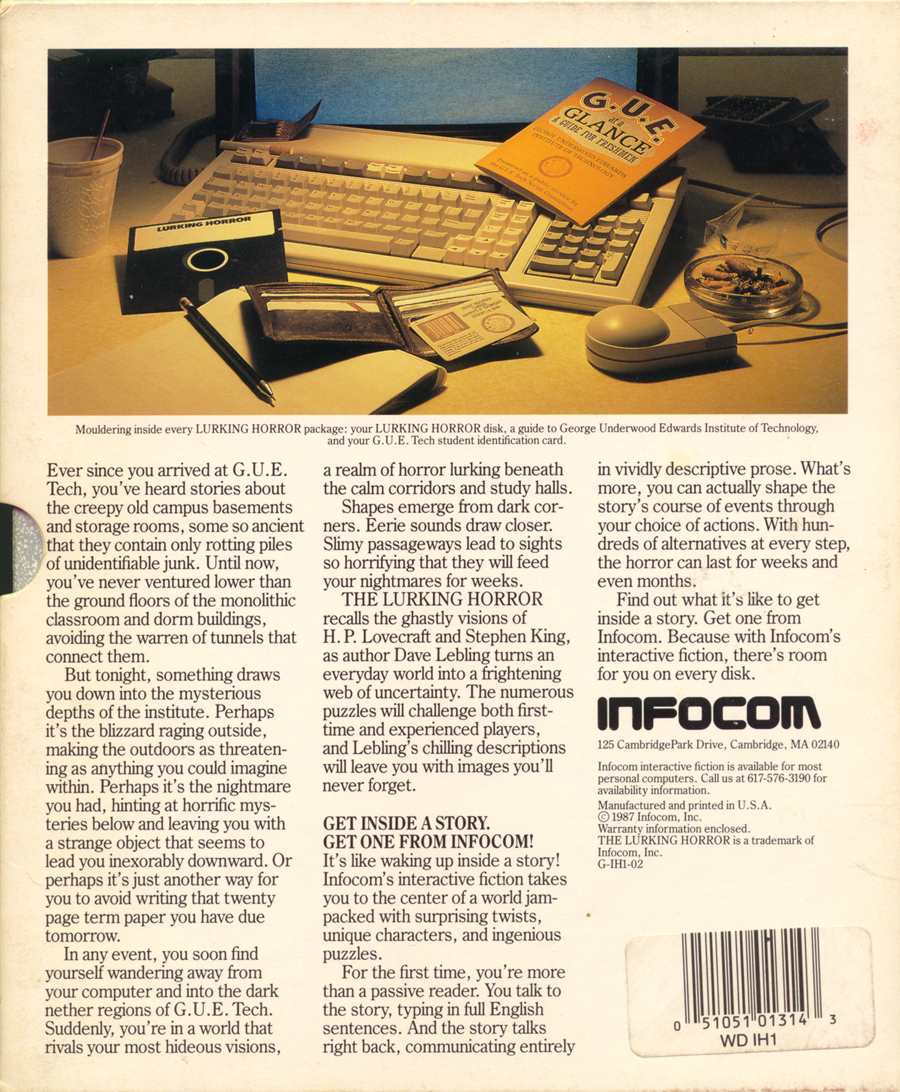 G.U.E.
at a
GLANCE
A GUIDE FOR FRESHMEN
GEORGE UNDERWOOD EDWARDS
INSTITUTE OF TECHNOLOGY
LURKING HORROR
Mouldering inside every LURKING HORROR package: your LURKING HORROR disk, a guide to George Underwood Edwards Institute of Technology,
and your G.U.E. Tech student identification card.
Ever since you arrived at G.U.E.
Tech, you've heard stories about
the creepy old campus basements
and storage rooms, some so ancient
that they contain only rotting piles
of unidentifiable junk. Until now,
you've never ventured lower than
the ground floors of the monolithic
classroom and dorm buildings,
avoiding the warren of tunnels that
connect them.
But tonight, something draws
you down into the mysterious
depths of the institute. Perhaps
it's the blizzard raging outside,
making the outdoors as threaten-
ing as anything you could imagine
within. Perhaps it's the nightmare
you had, hinting at horrific mys-
teries below and leaving you with
a strange object that seems to
lead you inexorably downward. Or
perhaps it's just another way for
you to avoid writing that twenty
page term paper you have due
tomorrow.
In any event, you soon find
yourself wandering away from
your computer and into the dark
nether regions of G.U.E. Tech.
Suddenly, you're in a world that
rivals your most hideous visions,
a realm of horror lurking beneath
the calm corridors and study halls.
Shapes emerge from dark cor-
ners. Eerie sounds draw closer.
Slimy passageways lead to sights
so horrifying that they will feed
your nightmares for weeks.
THE LURKING HORROR
recalls the ghastly visions of
H. P. Lovecraft and Stephen King,
as author Dave Lebling turns an
everyday world into a frightening
web of uncertainty. The numerous
puzzles will challenge both first-
time and experienced players,
and Lebling's chilling descriptions
will leave you with images you'll
never forget.
GET INSIDE A STORY.
GET ONE FROM INFOCOM!
It's like waking up inside a story!
Infocom's interactive fiction takes
you to the center of a world jam-
packed with surprising twists,
unique characters, and ingenious
puzzles.
For the first time, you're more
than a passive reader. You talk to
the story, typing in full English
sentences. And the story talks
right back, communicating entirely
in vividly descriptive prose. What's
more, you can actually shape the
story's course of events through
your choice of actions. With hun-
dreds of alternatives at every step,
the horror can last for weeks and
even months.
Find out what it's like to get
inside a story. Get one from
Infocom. Because with Infocom's
interactive fiction, there's room
for you on every disk.
INFOCOM
125 CambridgePark Drive, Cambridge, MA 02140
Infocom interactive fiction is available for most
personal computers. Call us at 617-576-3190 for
availability information.
Manufactured and printed in U.S.A.
© 1987 Infocom, Inc.
Warranty information enclosed.
THE LURKING HORROR is a trademark of
Infocom, Inc.
G-IH1-02
0 51051 01314 3
WD IH1